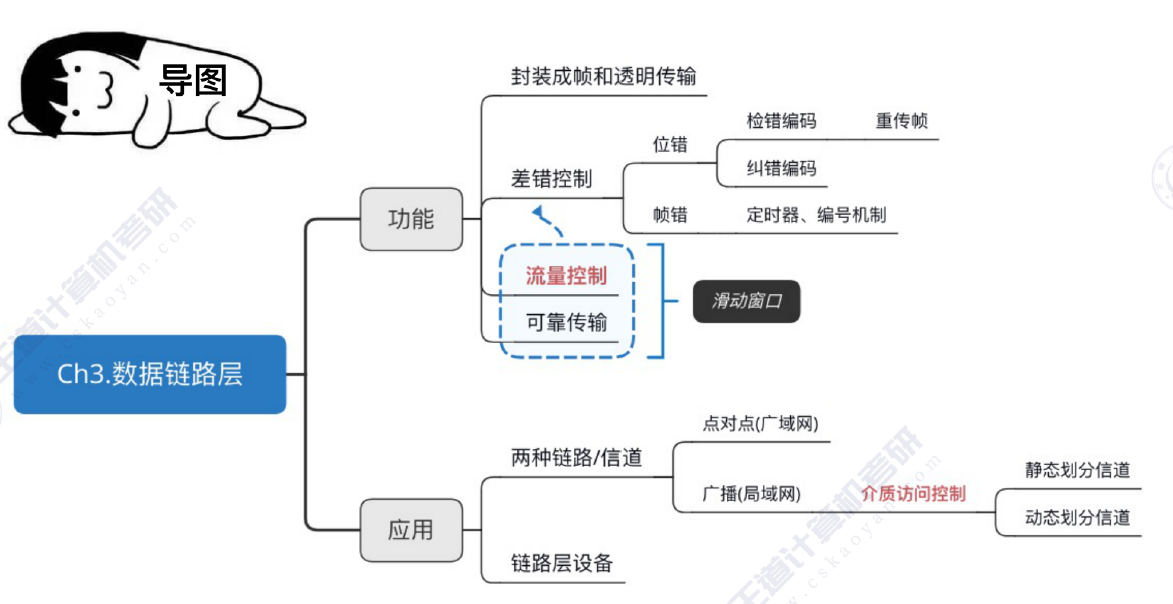 导图
封装成帧和透明传输
检错编码
重传帧
位错
纠错编码
差错控制
帧错
定时器、编号机制
功能
流量控制
滑动窗口
可靠传输
Ch3.数据链路层
点对点(广域网)
两种链路/信道
静态划分信道
广播(局域网)
介质访问控制
动态划分信道
应用
链路层设备
王道计算机考研
www.cskaoyan.com
王道计算机考研
www.cskaoyan.com